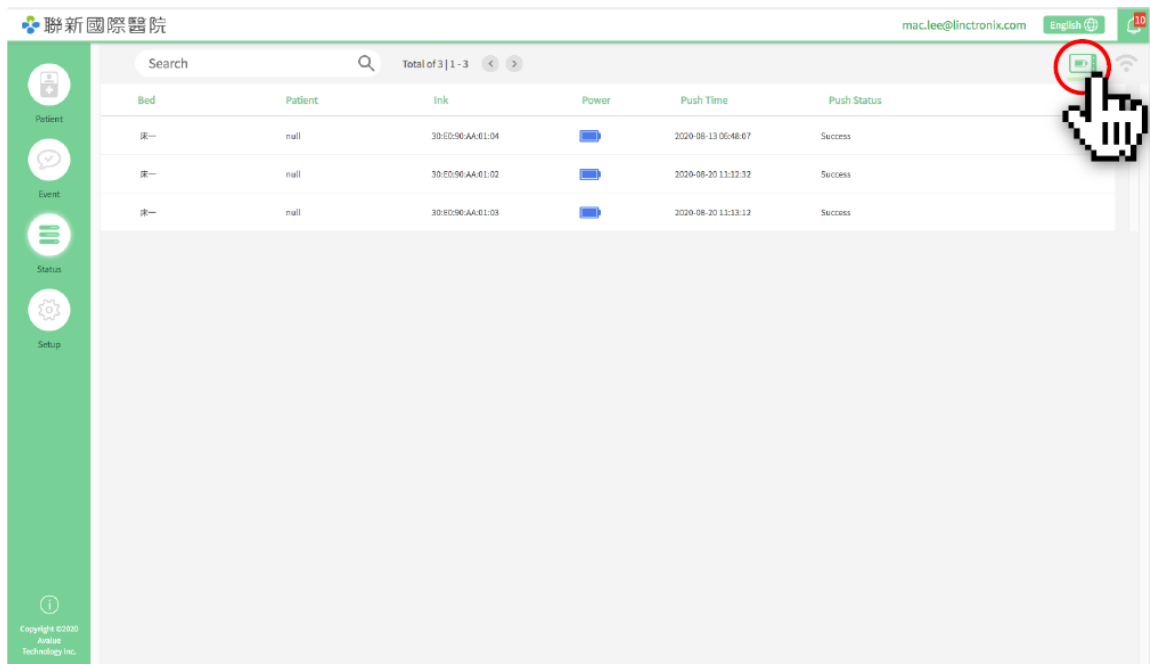 聯新國際醫院
mac.lee@linctronix.com
English
10
Search
Total of 3 | 1 - 3
Patient
Event
Status
Setup
Bed Patient Ink Power Push Time Push Status
床一 null 30:E0:90:AA:01:04 2020-08-13 06:48:07 Success
床一 null 30:E0:90:AA:01:02 2020-08-20 11:12:32 Success
床一 null 30:E0:90:AA:01:03 2020-08-20 11:13:12 Success
Copyright ©2020
Avalue
Technology Inc.